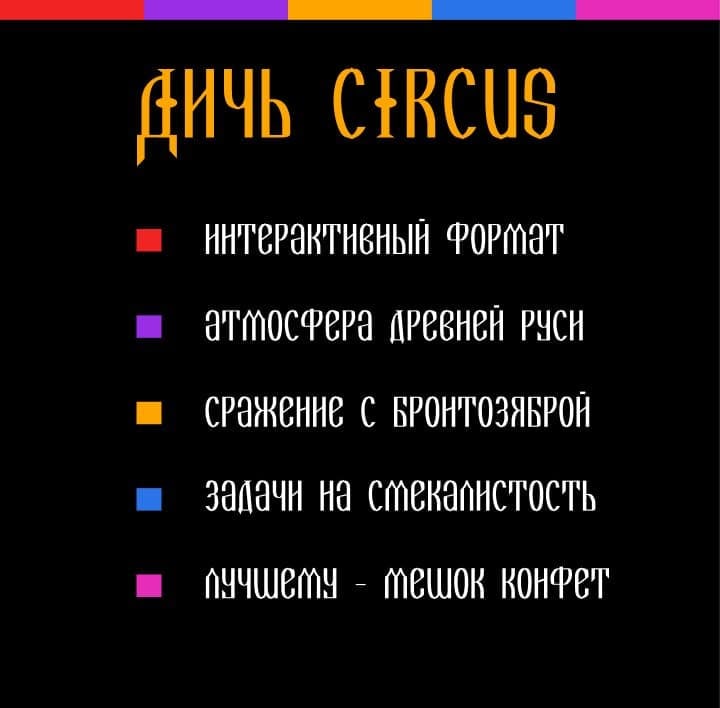 ДИЧЬ CIRCUS
ИНТЕРАКТИВНЫЙ ФОРМАТ
АТМОСФЕРА ДРЕВНЕЙ РУСИ
СРАЖЕНИЕ С БРОНТОЗЯБРОЙ
ЗАДАЧИ НА СМЕКАЛИСТОСТЬ
ЛУЧШЕМУ - МЕШОК КОНФЕТ